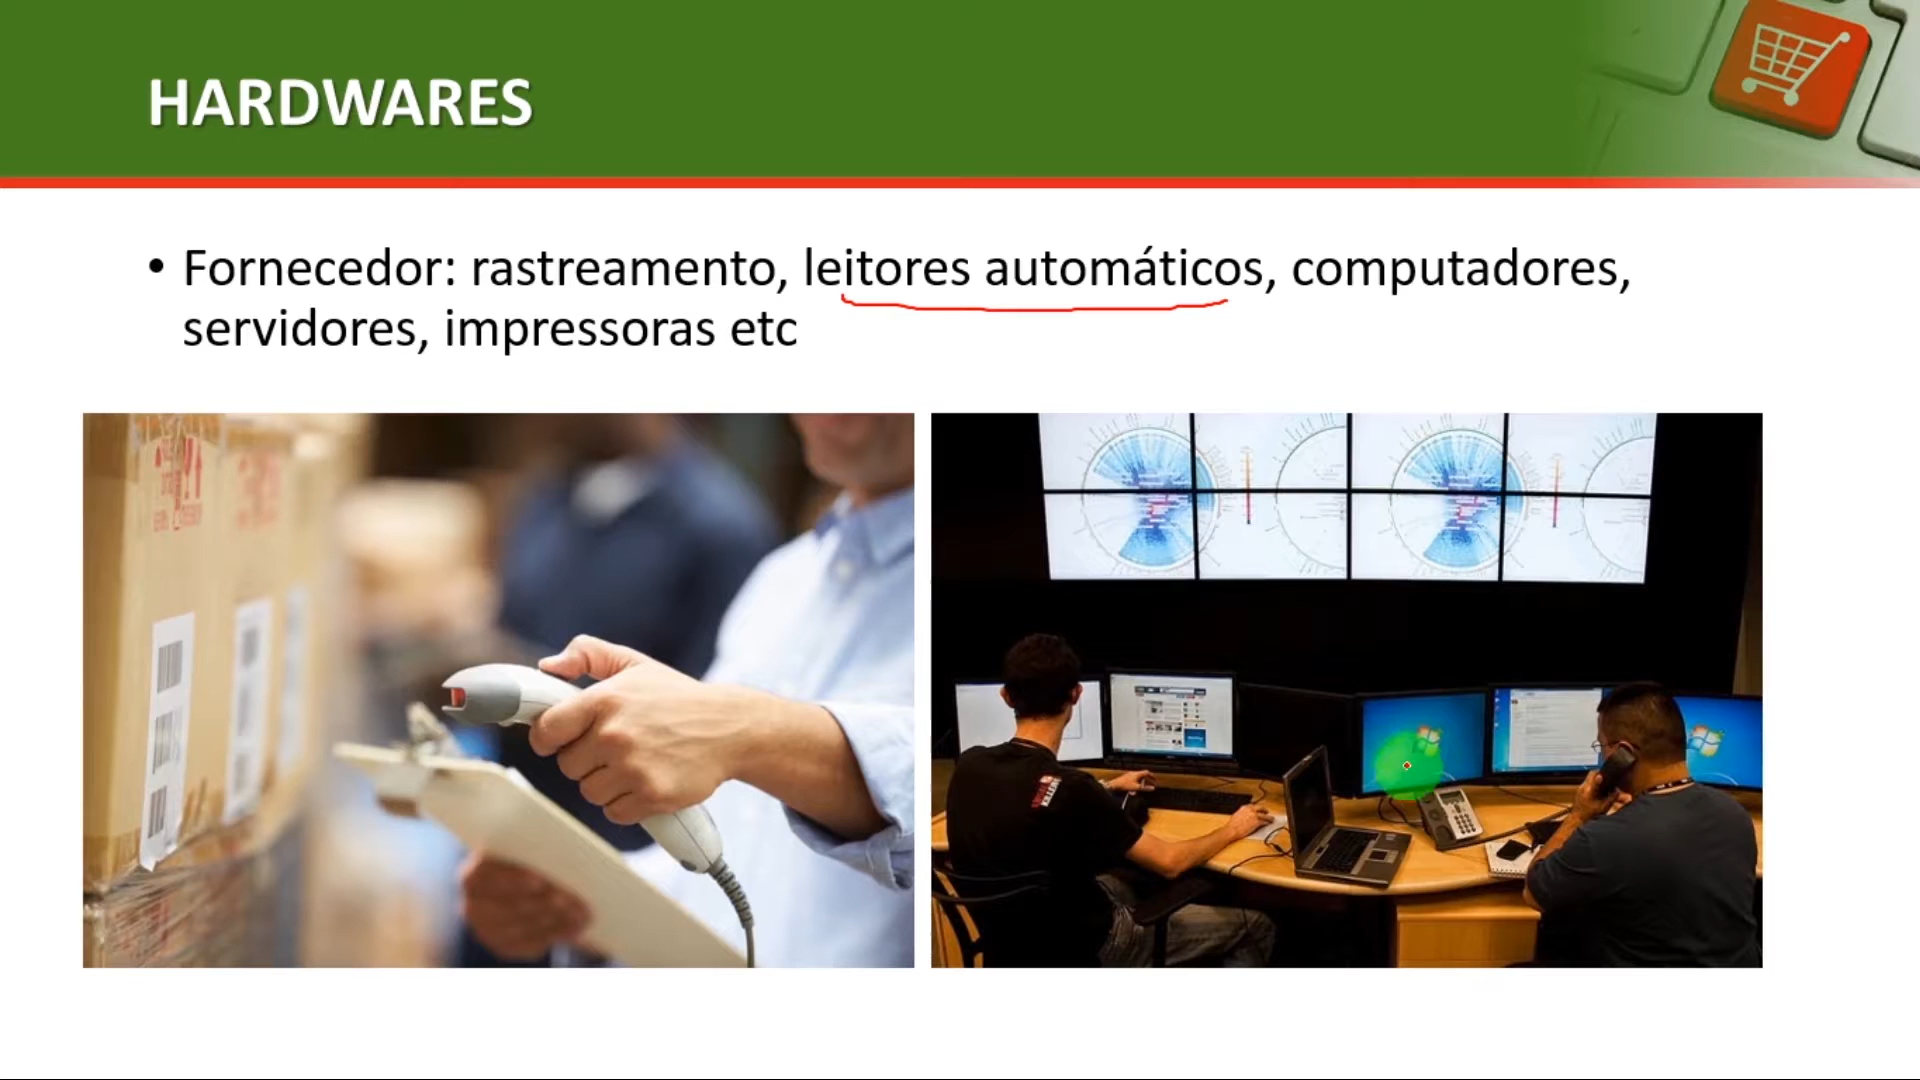 HARDWARES
• Fornecedor: rastreamento, leitores automáticos, computadores,
servidores, impressoras etc